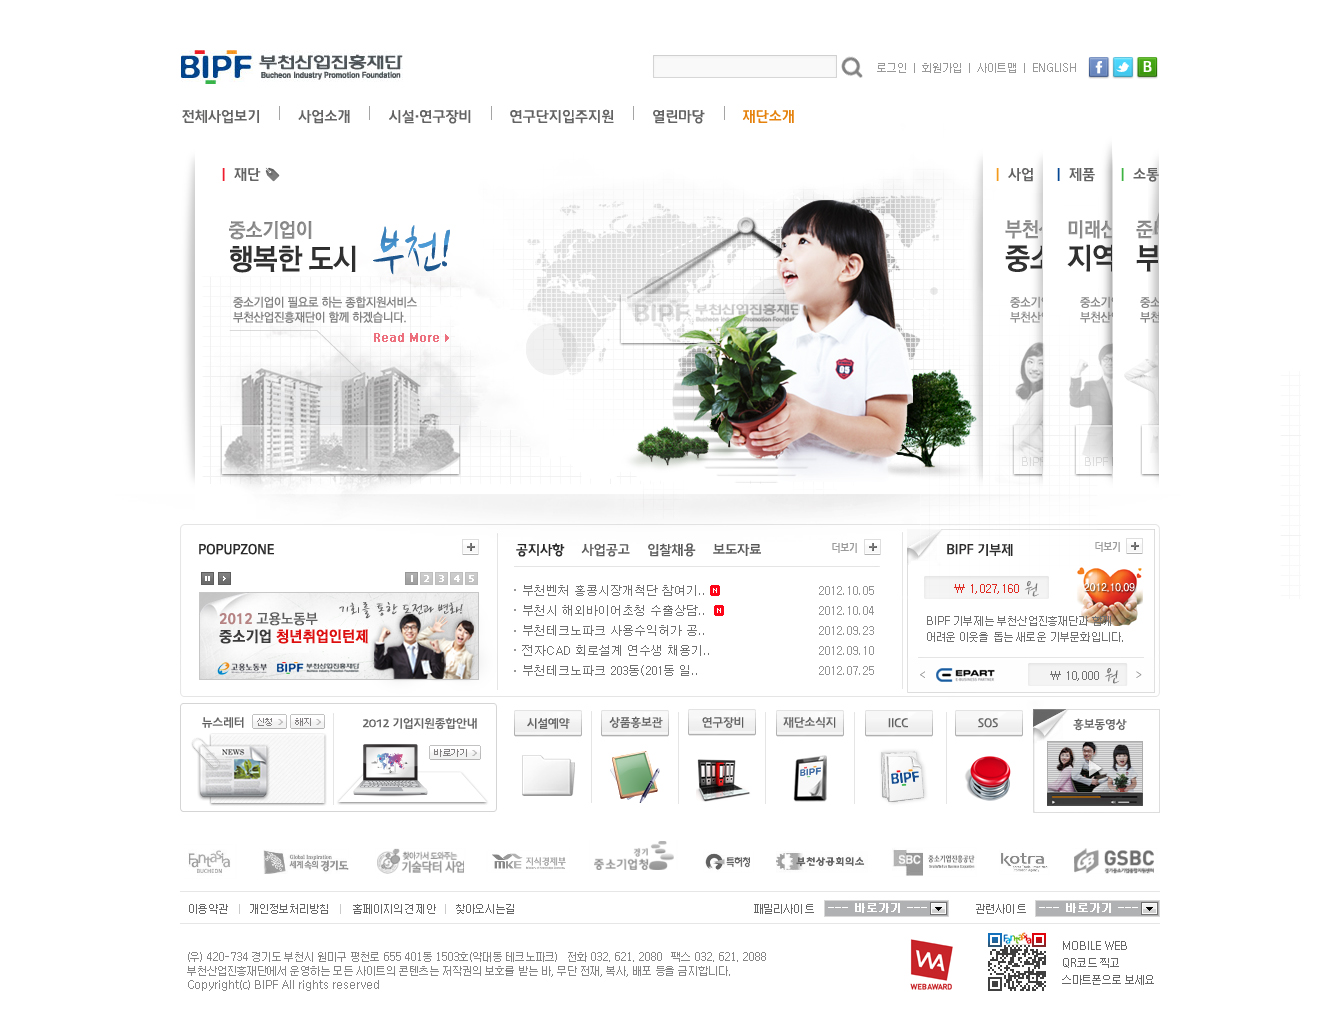 BIPF 부천산업진흥재단
Bucheon Industry Promotion Foundation
로그인 | 회원가입 | 사이트맵 | ENGLISH
전체사업보기 | 사업소개 | 시설·연구장비 | 연구단지입주지원 | 열린마당 | 재단소개
재단
중소기업이
행복한 도시 부천!
중소기업이 필요로 하는 종합지원서비스
부천산업진흥재단이 함께 하겠습니다.
Read More
BIPF 부천산업진흥재단
Bucheon Industry Promotion Foundation
05
사업
부천
중소
중소기
부천산
BIPF
제품
미래산
지역
중소기
부천산
BIPF
소통
준비
부
중소
부천
POPUPZONE
1 2 3 4 5
기회를 통한 도전과 변화!
2012 고용노동부
중소기업 청년취업인턴제
고용노동부 BIPF 부천산업진흥재단
공지사항 사업공고 입찰채용 보도자료 더보기
부천벤처 홍콩시장개척단 참여기.. N 2012.10.05
부천시 해외바이어초청 수출상담.. N 2012.10.04
부천테크노파크 사용수익허가 공.. 2012.09.23
전자CAD 회로설계 연수생 채용기.. 2012.09.10
부천테크노파크 203동(201동 일.. 2012.07.25
BIPF 기부제 더보기
₩ 1,027,160 원
2012.10.09
BIPF 기부제는 부천산업진흥재단과 함께
어려운 이웃을 돕는 새로운 기부문화입니다.
< EPART ₩ 10,000 원 >
뉴스레터 신청 > 해지 >
NEWS
2012 기업지원종합안내
바로가기 >
시설예약
상품홍보관
연구장비
재단소식지
BIPF
IICC
BIPF
SOS
홍보동영상
Fantasia BUCHEON
Global Inspiration
세계 속의 경기도
찾아가서 도와주는
기술닥터 사업
MKE 지식경제부
경기
중소기업청
특허청
부천상공회의소
SBC 중소기업진흥공단
kotra
GSBC
경기중소기업종합지원센터
이용약관 | 개인정보처리방침 | 홈페이지의견제안 | 찾아오시는길
패밀리사이트 --- 바로가기 ---
관련사이트 --- 바로가기 ---
(우) 420-734 경기도 부천시 원미구 평천로 655 401동 1503호(약대동 테크노파크) 전화 032. 621. 2080 팩스 032. 621. 2088
부천산업진흥재단에서 운영하는 모든 사이트의 콘텐츠는 저작권의 보호를 받는 바, 무단 전재, 복사, 배포 등을 금지합니다.
Copyright(c) BIPF All rights reserved
WA
WEBAWARD
Fantasia
MOBILE WEB
QR코드 찍고
스마트폰으로 보세요